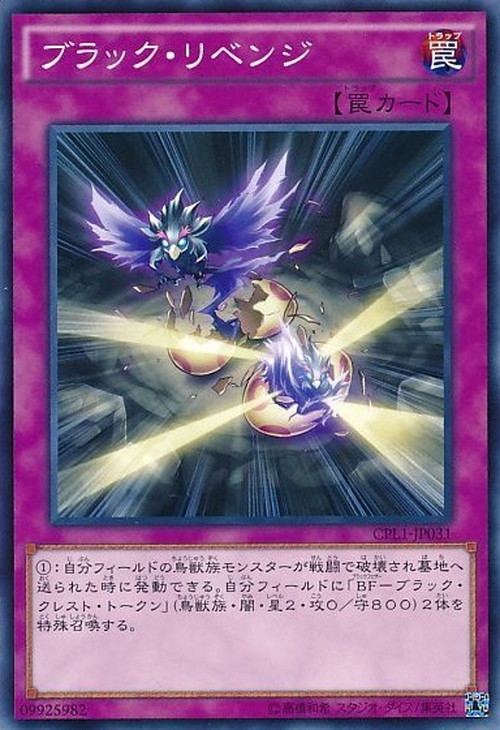 ブラック・リベンジ
トラップ
罠
【罠カード】
CPL1-JP031
①:自分フィールドの鳥獣族モンスターが戦闘で破壊され墓地へ
送られた時に発動できる。自分フィールドに「BF－ブラック・
クレスト・トークン」(鳥獣族・闇・星2・攻0/守800)2体を
特殊召喚する。
09925982
©高橋和希 スタジオ・ダイス/集英社